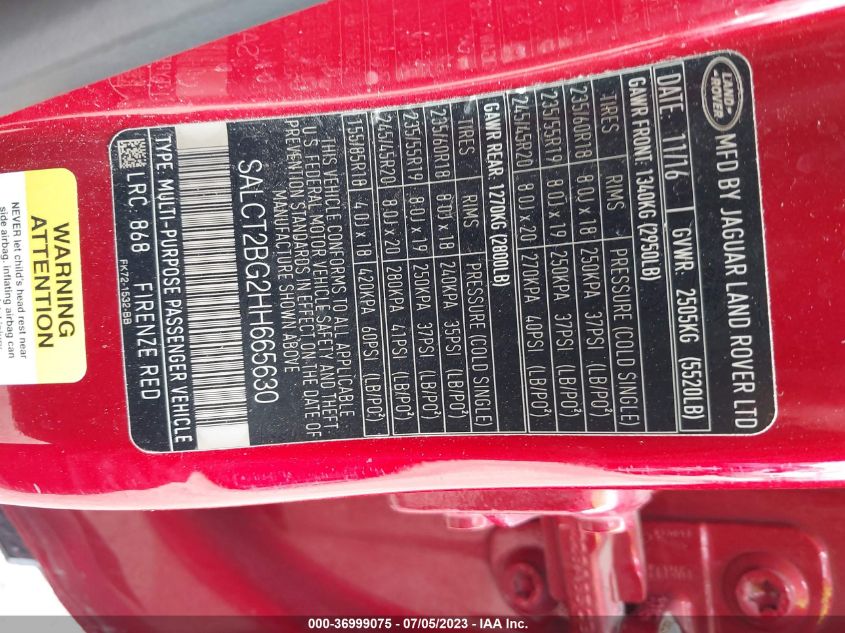 LAND-
ROVER
MFD BY JAGUAR LAND ROVER LTD
DATE: 11/16 GVWR: 2505KG (5520LB)
GAWR FRONT: 1340KG (2950LB)
TIRES RIMS PRESSURE (COLD SINGLE)
235/60R18 8.0J x 18 250KPA 37PSI (LB/PO²)
235/55R19 8.0J x 19 250KPA 37PSI (LB/PO²)
245/45R20 8.0J x 20 270KPA 40PSI (LB/PO²)
GAWR REAR: 1270KG (2800LB)
TIRES RIMS PRESSURE (COLD SINGLE)
235/60R18 8.0J x 18 240KPA 35PSI (LB/PO²)
235/55R19 8.0J x 19 250KPA 37PSI (LB/PO²)
245/45R20 8.0J x 20 280KPA 41PSI (LB/PO²)
155/85R18 4.0J x 18 420KPA 60PSI (LB/PO²)
THIS VEHICLE CONFORMS TO ALL APPLICABLE
U.S. FEDERAL MOTOR VEHICLE SAFETY AND THEFT
PREVENTION STANDARDS IN EFFECT ON THE DATE OF
MANUFACTURE SHOWN ABOVE
SALCT2BG2HH665630
TYPE: MULTI-PURPOSE PASSENGER VEHICLE
LRC: 868 FIRENZE RED
FK72-1532-BB
WARNING
ATTENTION
NEVER let child's head rest near
side airbag. Inflating airbag can
000-36999075 - 07/05/2023 - IAA Inc.